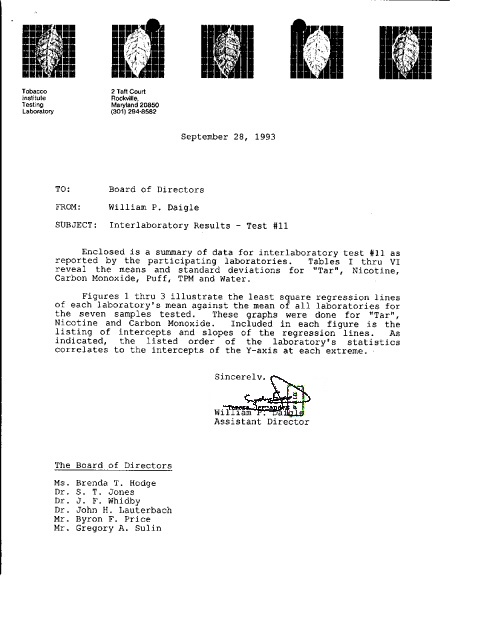 Tobacco
Institute
Testing
Laboratory
2 Taft Court
Rockville,
Maryland 20850
(301) 294-8562
September 28, 1993
TO: Board of Directors
FROM: William P. Daigle
SUBJECT: Interlaboratory Results - Test #11
Enclosed is a summary of data for interlaboratory test #11 as
reported by the participating laboratories. Tables I thru VI
reveal the means and standard deviations for "Tar", Nicotine,
Carbon Monoxide, Puff, TPM and Water.
Figures 1 thru 3 illustrate the least square regression lines
of each laboratory's mean against the mean of all laboratories for
the seven samples tested. These graphs were done for "Tar",
Nicotine and Carbon Monoxide. Included in each figure is the
listing of intercepts and slopes of the regression lines. As
indicated, the listed order of the laboratory's statistics
correlates to the intercepts of the Y-axis at each extreme.
Sincerely,
William P. Daigle
Assistant Director
The Board of Directors
Ms. Brenda T. Hodge
Dr. S. T. Jones
Dr. J. F. Whidby
Dr. John H. Lauterbach
Mr. Byron F. Price
Mr. Gregory A. Sulin